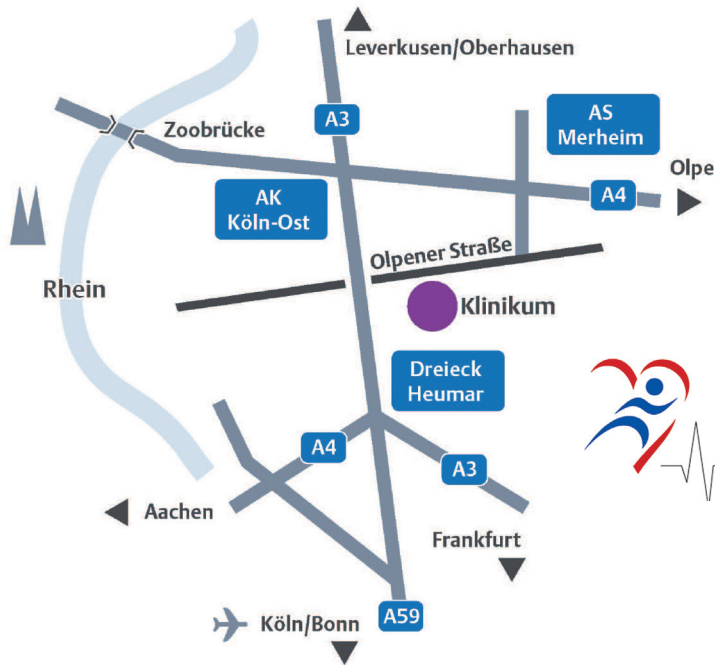 Leverkusen/Oberhausen
A3
AS
Merheim
Zoobrücke
Olpe
A4
AK
Köln-Ost
Olpener Straße
Rhein
Klinikum
Dreieck
Heumar
A4
A3
Aachen
Frankfurt
A59
Köln/Bonn